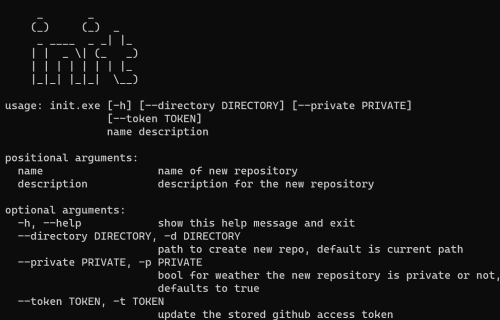 init
usage: init.exe [-h] [--directory DIRECTORY] [--private PRIVATE]
[--token TOKEN]
name description
positional arguments:
name name of new repository
description description for the new repository
optional arguments:
-h, --help show this help message and exit
--directory DIRECTORY, -d DIRECTORY
path to create new repo, default is current path
--private PRIVATE, -p PRIVATE
bool for weather the new repository is private or not,
defaults to true
--token TOKEN, -t TOKEN
update the stored github access token